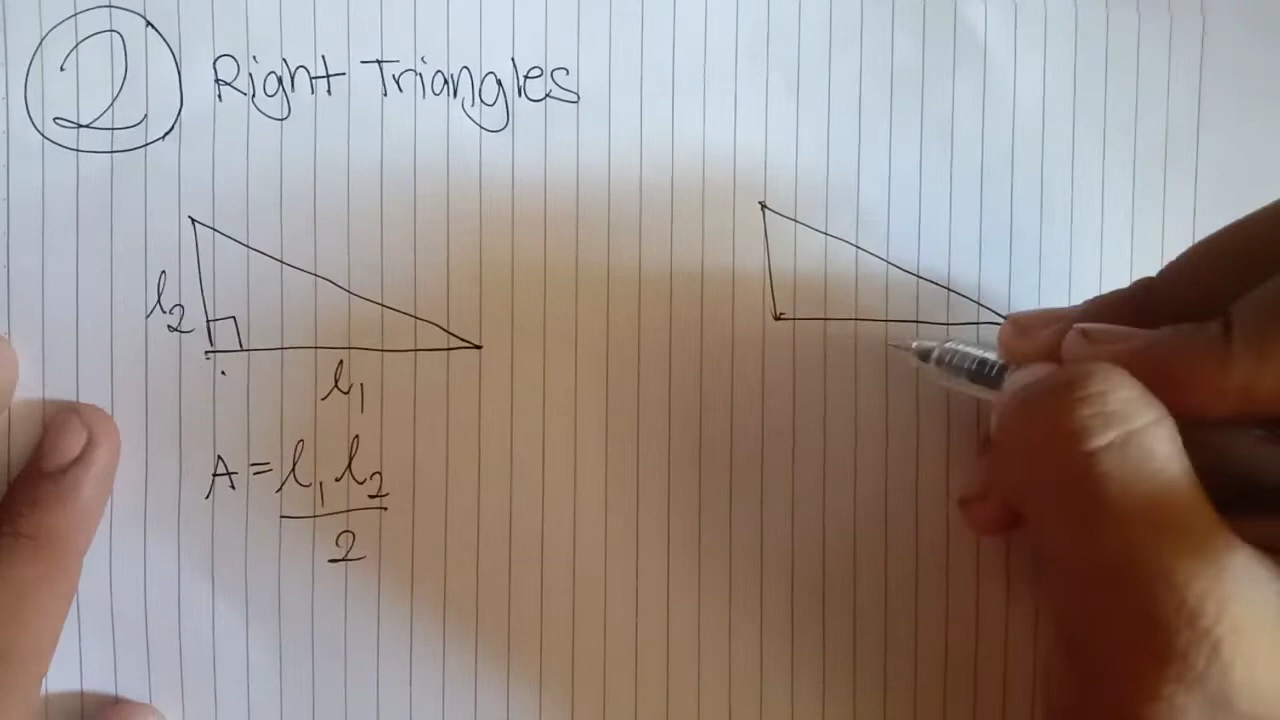 2 Right Triangles
l₂
l₁
A = l₁ l₂
2